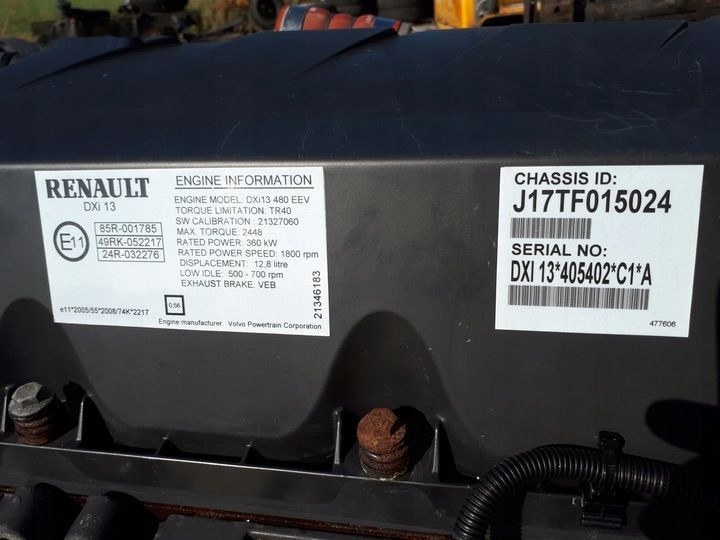 RENAULT
DXi 13
E11
85R-001785
49RK-052217
24R-032276
e11*2005/55*2008/74K*2217
ENGINE INFORMATION
ENGINE MODEL: DXi13 480 EEV
TORQUE LIMITATION: TR40
SW CALIBRATION : 21327060
MAX. TORQUE: 2448
RATED POWER: 360 kW
RATED POWER SPEED: 1800 rpm
DISPLACEMENT: 12,8 litre
LOW IDLE: 500 - 700 rpm
EXHAUST BRAKE: VEB
0,56
Engine manufacturer: Volvo Powertrain Corporation
21346183
CHASSIS ID:
J17TF015024
SERIAL NO:
DXI 13*405402*C1*A
477606